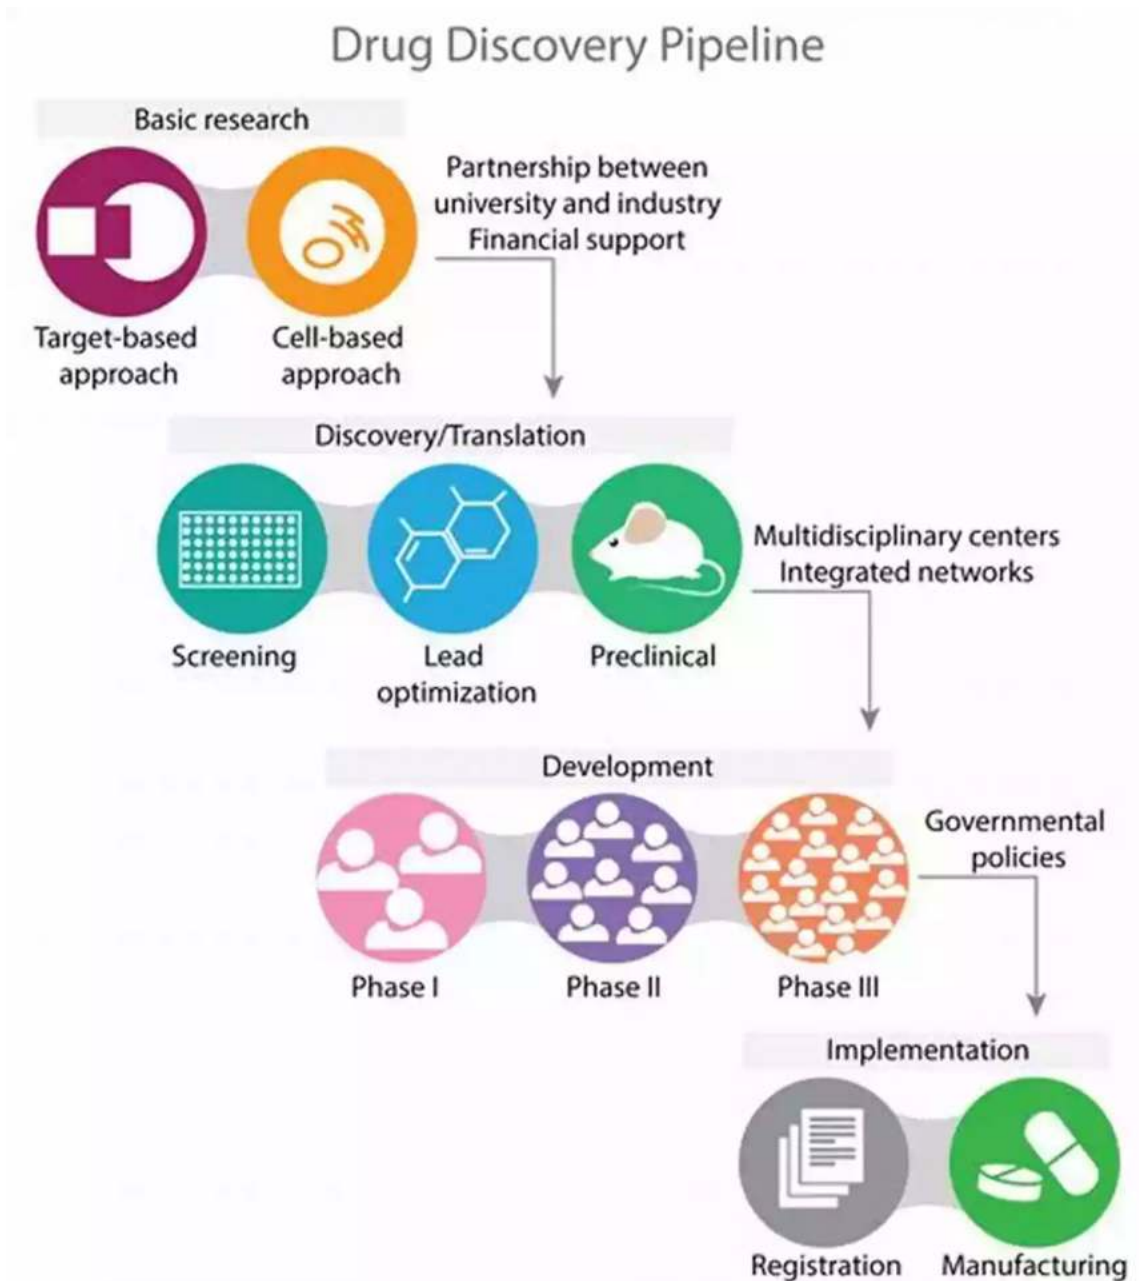 Drug Discovery Pipeline
Basic research
Partnership between
university and industry
Financial support
Target-based
approach
Cell-based
approach
Discovery/Translation
Multidisciplinary centers
Integrated networks
Screening
Lead
optimization
Preclinical
Development
Governmental
policies
Phase I
Phase II
Phase III
Implementation
Registration
Manufacturing